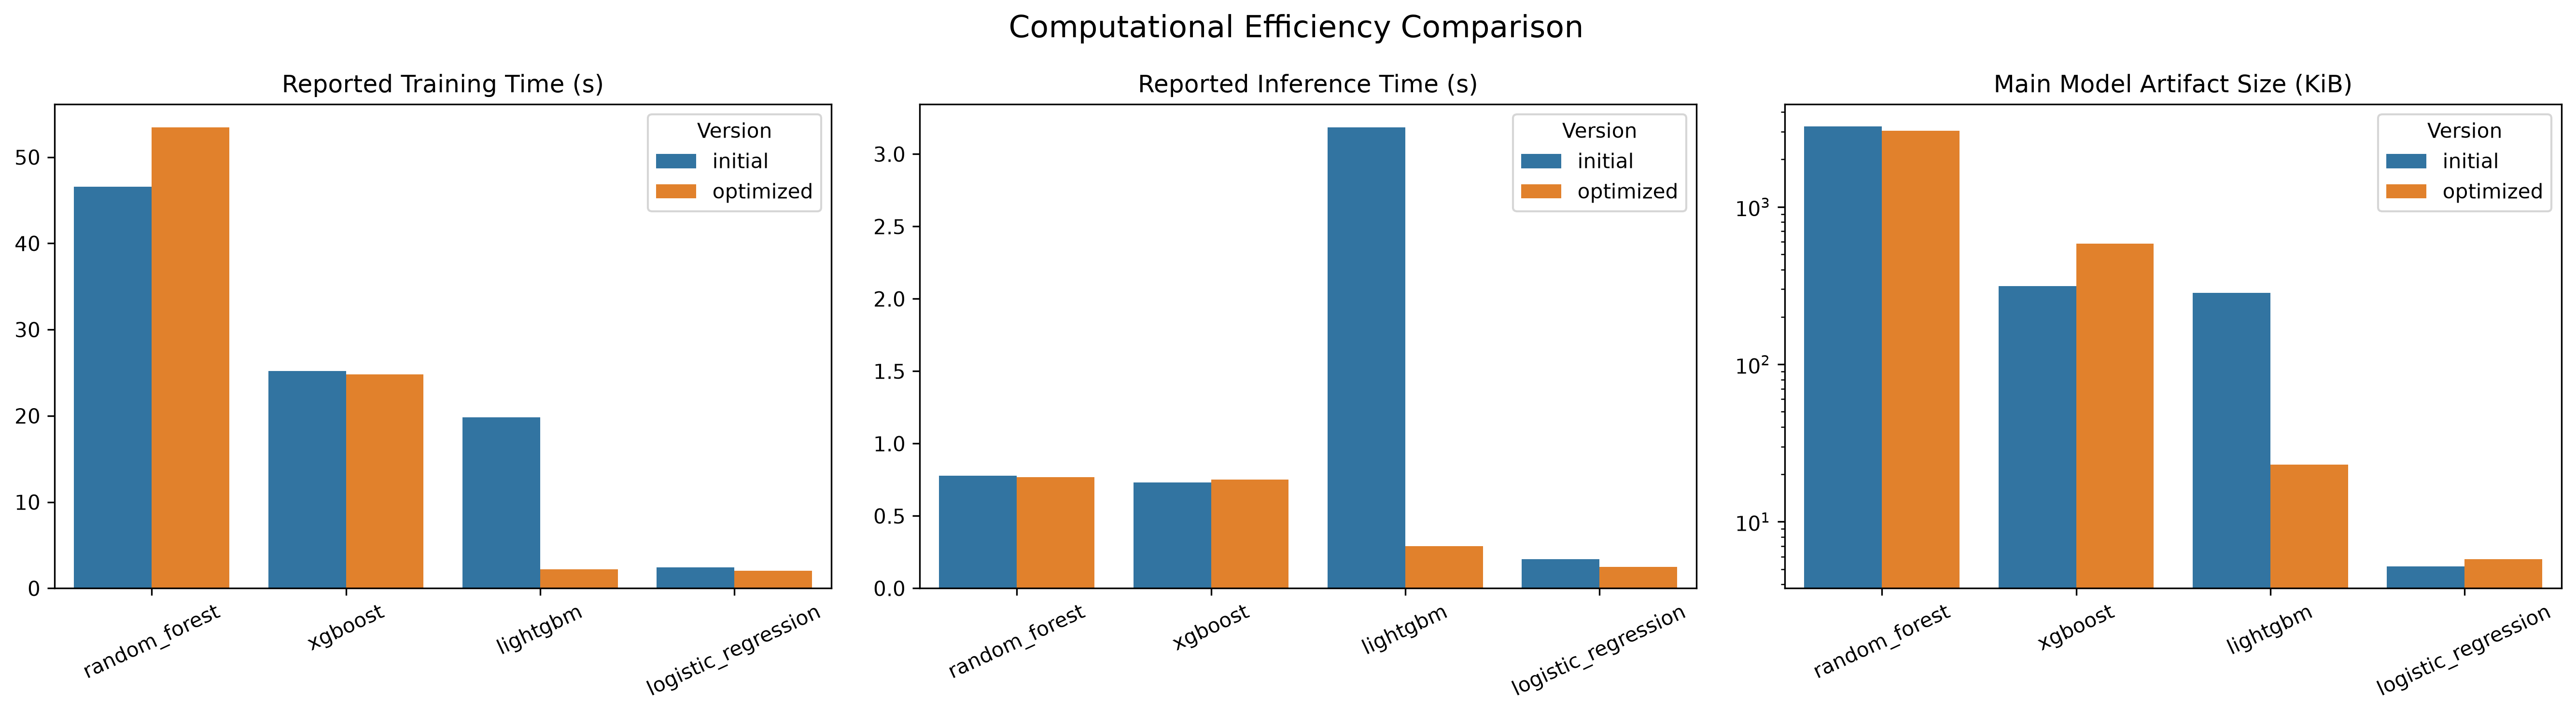 Computational Efficiency Comparison
Reported Training Time (s)
Version
initial
optimized
50
40
30
20
10
0
random_forest
xgboost
lightgbm
logistic_regression
Reported Inference Time (s)
Version
initial
optimized
3.0
2.5
2.0
1.5
1.0
0.5
0.0
random_forest
xgboost
lightgbm
logistic_regression
Main Model Artifact Size (KiB)
Version
initial
optimized
10³
10²
10¹
random_forest
xgboost
lightgbm
logistic_regression